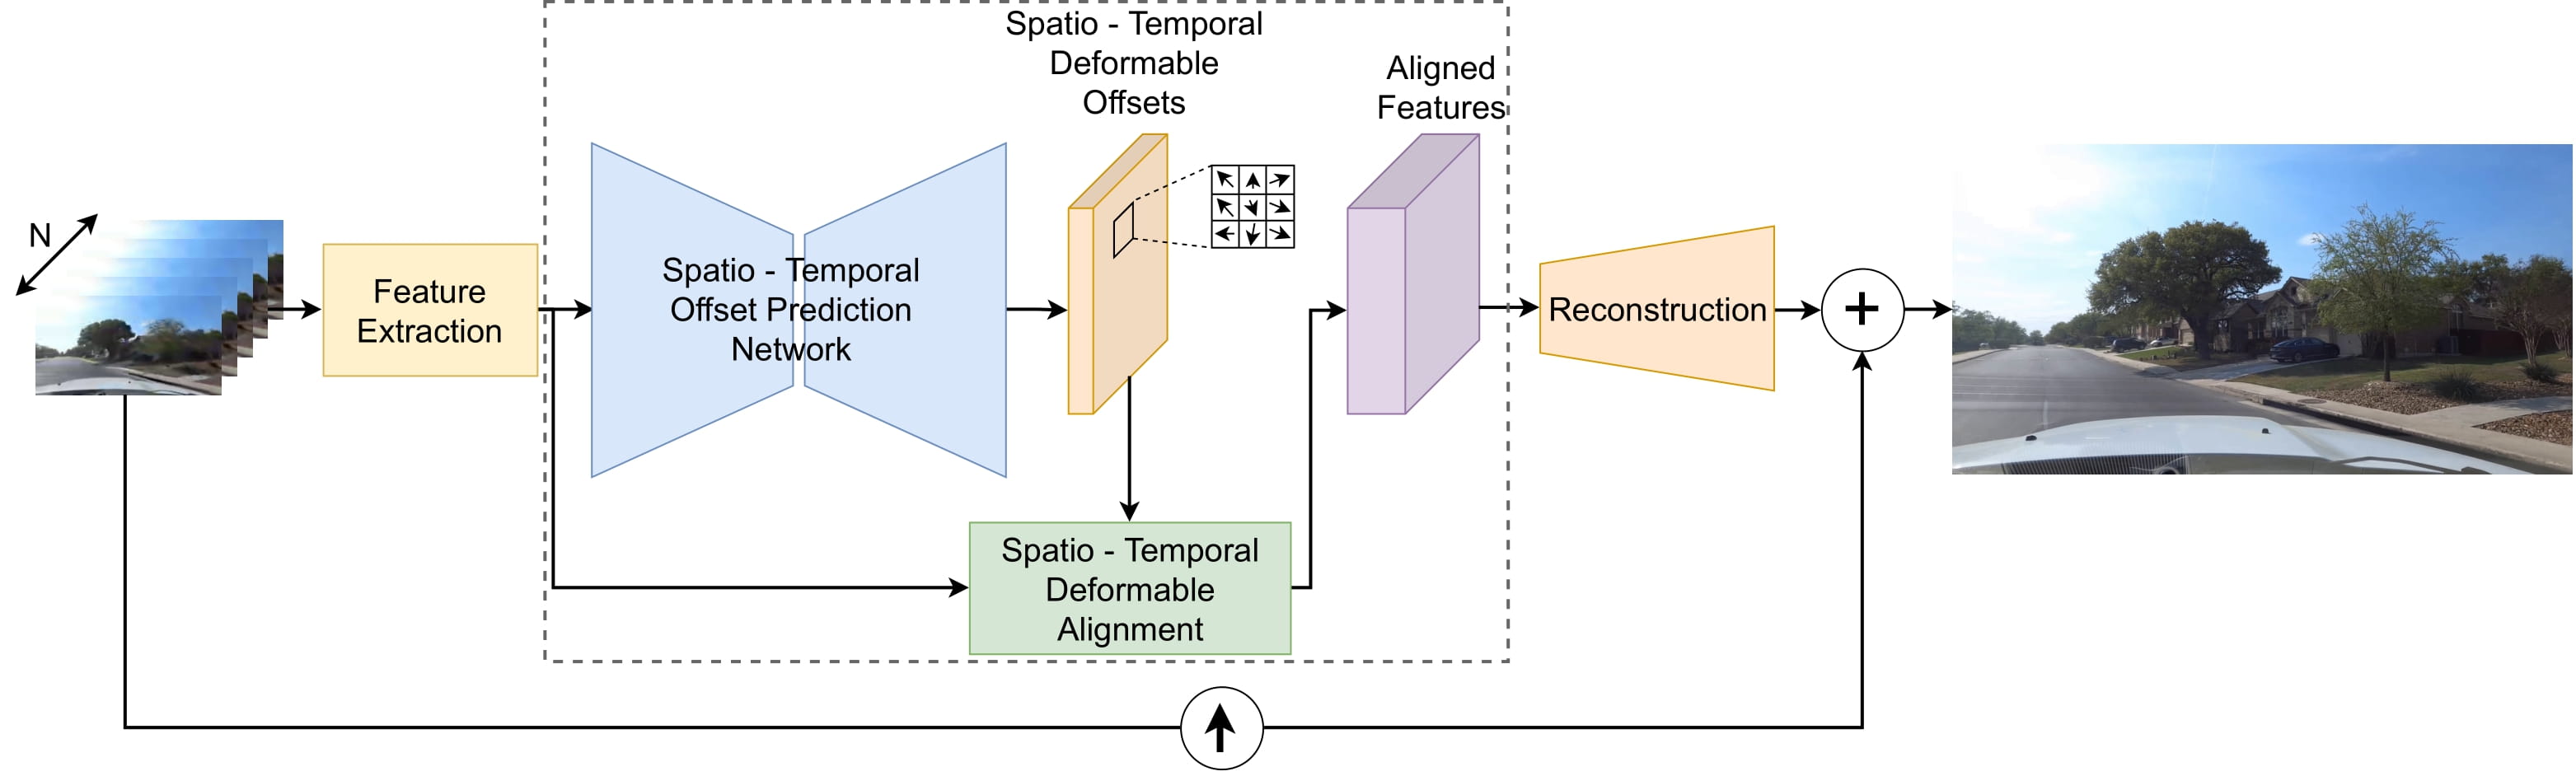 N
Feature
Extraction
Spatio - Temporal
Offset Prediction
Network
Spatio - Temporal
Deformable
Offsets
Spatio - Temporal
Deformable
Alignment
Aligned
Features
Reconstruction
+